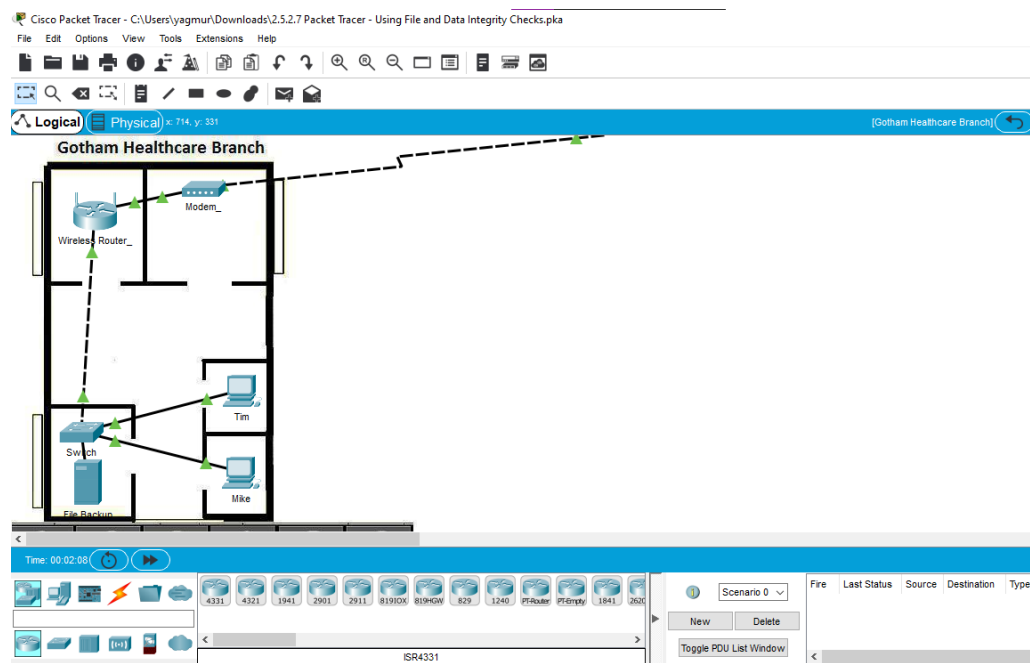 Cisco Packet Tracer - C:\Users\yagmur\Downloads\2.5.2.7 Packet Tracer - Using File and Data Integrity Checks.pka
File Edit Options View Tools Extensions Help
Logical Physical x: 714, y: 331 [Gotham Healthcare Branch]
Gotham Healthcare Branch
Modem_
Wireless Router_
Tim
Switch
Mike
File Backup
Time: 00:02:08
4331 4321 1941 2901 2911 819IOX 819HGW 829 1240 PT-Router PT-Empty 1841 2620
Fire Last Status Source Destination Type
Scenario 0
New Delete
Toggle PDU List Window
ISR4331